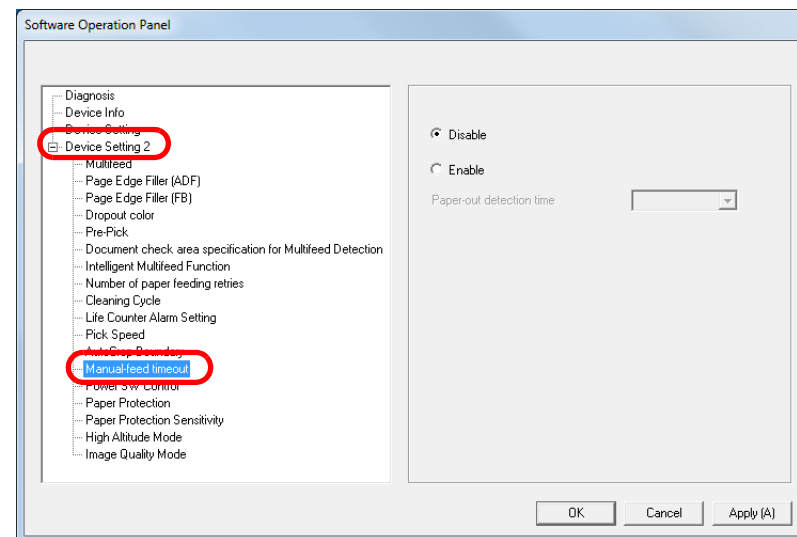 Software Operation Panel
Diagnosis
Device Info
Device Setting
Device Setting 2
Multifeed
Page Edge Filler (ADF)
Page Edge Filler (FB)
Dropout color
Pre-Pick
Document check area specification for Multifeed Detection
Intelligent Multifeed Function
Number of paper feeding retries
Cleaning Cycle
Life Counter Alarm Setting
Pick Speed
AutoCrop Boundary
Manual-feed timeout
Power SW Control
Paper Protection
Paper Protection Sensitivity
High Altitude Mode
Image Quality Mode
Disable
Enable
Paper-out detection time
OK
Cancel
Apply (A)